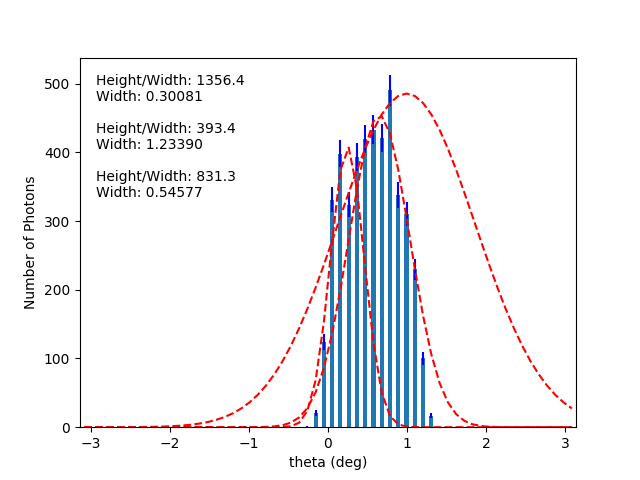 Height/Width: 1356.4
Width: 0.30081
Height/Width: 393.4
Width: 1.23390
Height/Width: 831.3
Width: 0.54577
Number of Photons
500
400
300
200
100
0
−3
−2
−1
0
1
2
3
theta (deg)